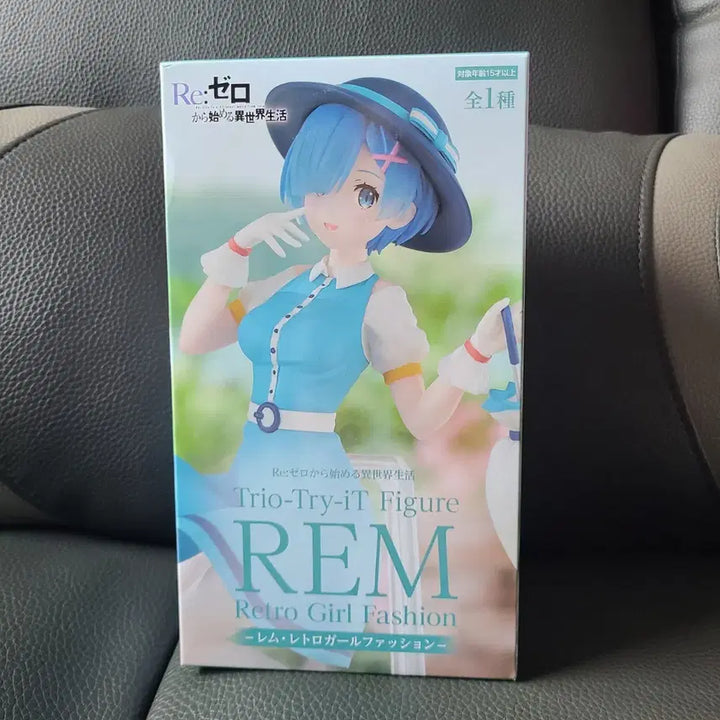 Re:ゼロ
から始める異世界生活
対象年齢15才以上
全1種
Re:ゼロから始める異世界生活
Trio-Try-iT Figure
REM
Retro Girl Fashion
－レム・レトロガールファッション－